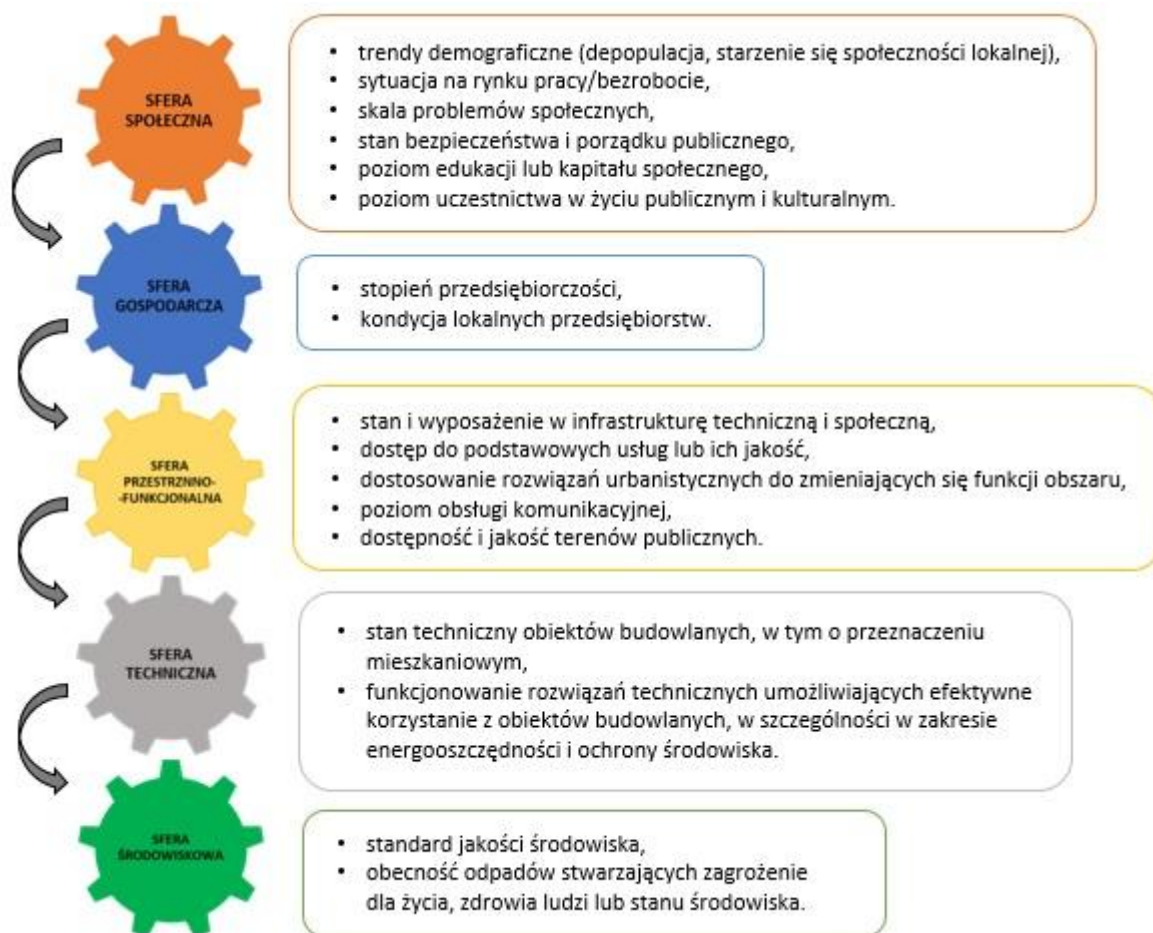 SFERA
SPOŁECZNA
• trendy demograficzne (depopulacja, starzenie się społeczności lokalnej),
• sytuacja na rynku pracy/bezrobocie,
• skala problemów społecznych,
• stan bezpieczeństwa i porządku publicznego,
• poziom edukacji lub kapitału społecznego,
• poziom uczestnictwa w życiu publicznym i kulturalnym.
SFERA
GOSPODARCZA
• stopień przedsiębiorczości,
• kondycja lokalnych przedsiębiorstw.
SFERA
PRZESTRZNNO-
-FUNKCJONALNA
• stan i wyposażenie w infrastrukturę techniczną i społeczną,
• dostęp do podstawowych usług lub ich jakość,
• dostosowanie rozwiązań urbanistycznych do zmieniających się funkcji obszaru,
• poziom obsługi komunikacyjnej,
• dostępność i jakość terenów publicznych.
SFERA
TECHNICZNA
• stan techniczny obiektów budowlanych, w tym o przeznaczeniu
mieszkaniowym,
• funkcjonowanie rozwiązań technicznych umożliwiających efektywne
korzystanie z obiektów budowlanych, w szczególności w zakresie
energooszczędności i ochrony środowiska.
SFERA
ŚRODOWISKOWA
• standard jakości środowiska,
• obecność odpadów stwarzających zagrożenie
dla życia, zdrowia ludzi lub stanu środowiska.